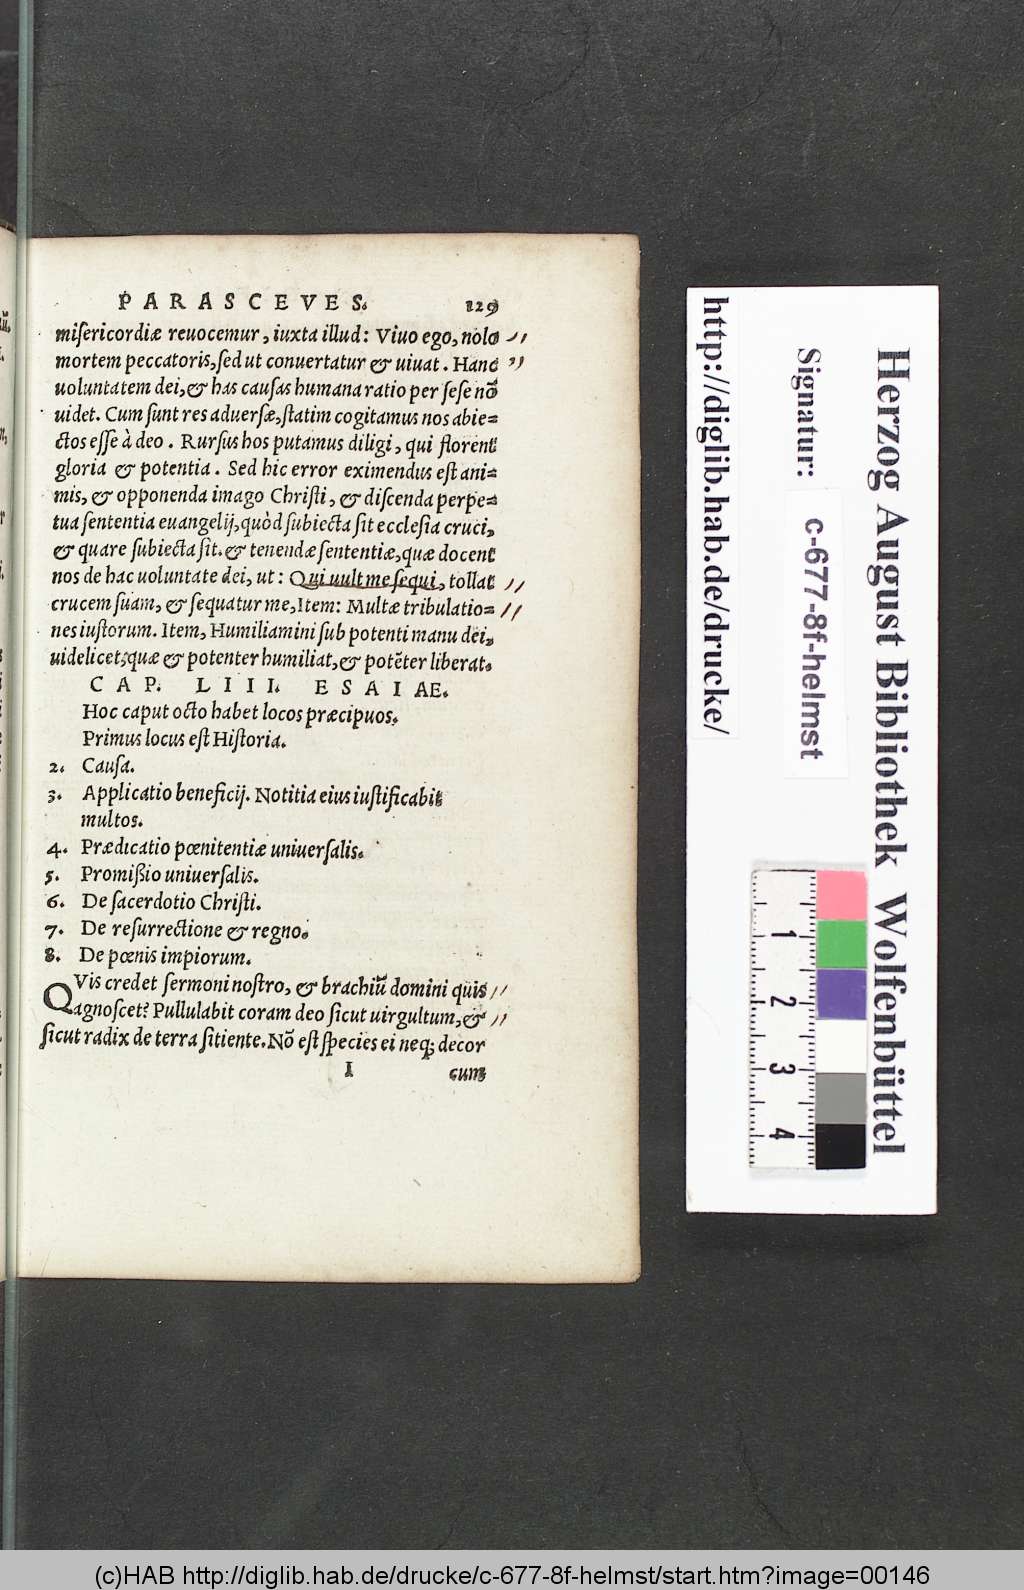 PARASCEVES. 129
misericordiæ reuocemur, iuxta illud: Viuo ego, nolo
mortem peccatoris, sed ut conuertatur & uiuat. Hanc
uoluntatem dei, & has causas humana ratio per sese nō
uidet. Cum sunt res aduersæ, statim cogitamus nos abie=
ctos esse à deo. Rursus hos putamus diligi, qui florent
gloria & potentia. Sed hic error eximendus est ani=
mis, & opponenda imago Christi, & discenda perpe=
tua sententia euangelij, quòd subiecta sit ecclesia cruci,
& quare subiecta sit. & tenendæ sententiæ, quæ docent
nos de hac uoluntate dei, ut: Qui uult me sequi, tollat
crucem suam, & sequatur me, Item: Multæ tribulatio=
nes iustorum. Item, Humiliamini sub potenti manu dei,
uidelicet, quæ & potenter humiliat, & potēter liberat.
CAP. LIII. ESAIAE.
Hoc caput octo habet locos præcipuos.
Primus locus est Historia.
2. Causa.
3. Applicatio beneficij. Notitia eius iustificabit
multos.
4. Prædicatio pœnitentiæ uniuersalis.
5. Promißio uniuersalis.
6. De sacerdotio Christi.
7. De resurrectione & regno.
8. De pœnis impiorum.
QVis credet sermoni nostro, & brachiū domini quis
agnoscet? Pullulabit coram deo sicut uirgultum, &
sicut radix de terra sitiente. Nō est species ei neq; decor
I cum
Herzog August Bibliothek Wolfenbüttel
Signatur: c-677-8f-helmst
http://diglib.hab.de/drucke/
1 2 3 4
(c)HAB http://diglib.hab.de/drucke/c-677-8f-helmst/start.htm?image=00146